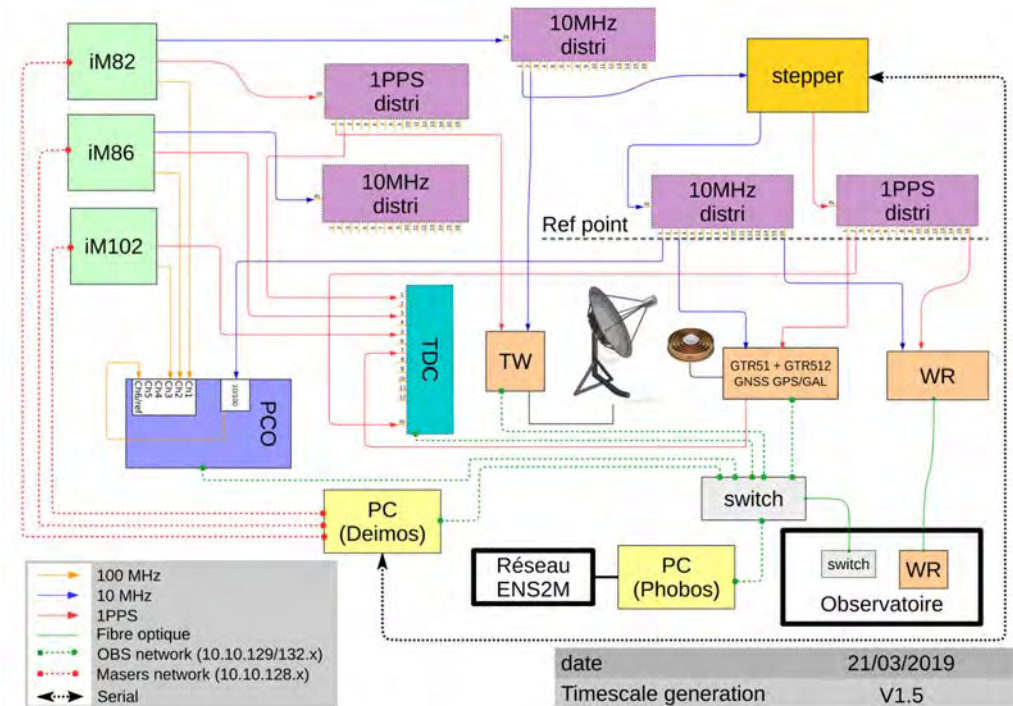 10MHz
distri
iM82
stepper
1PPS
distri
iM86
10MHz
distri
10MHz
distri
1PPS
distri
Ref point
iM102
TDC
TW
GTR51 + GTR512
GNSS GPS/GAL
WR
Ch1
Ch2
Ch3
Ch4
Ch5
Ch6/ref
10/100
PCO
switch
PC
(Deimos)
Réseau
ENS2M
PC
(Phobos)
switch
WR
Observatoire
100 MHz
10 MHz
1PPS
Fibre optique
OBS network (10.10.129/132.x)
Masers network (10.10.128.x)
Serial
date 21/03/2019
Timescale generation V1.5